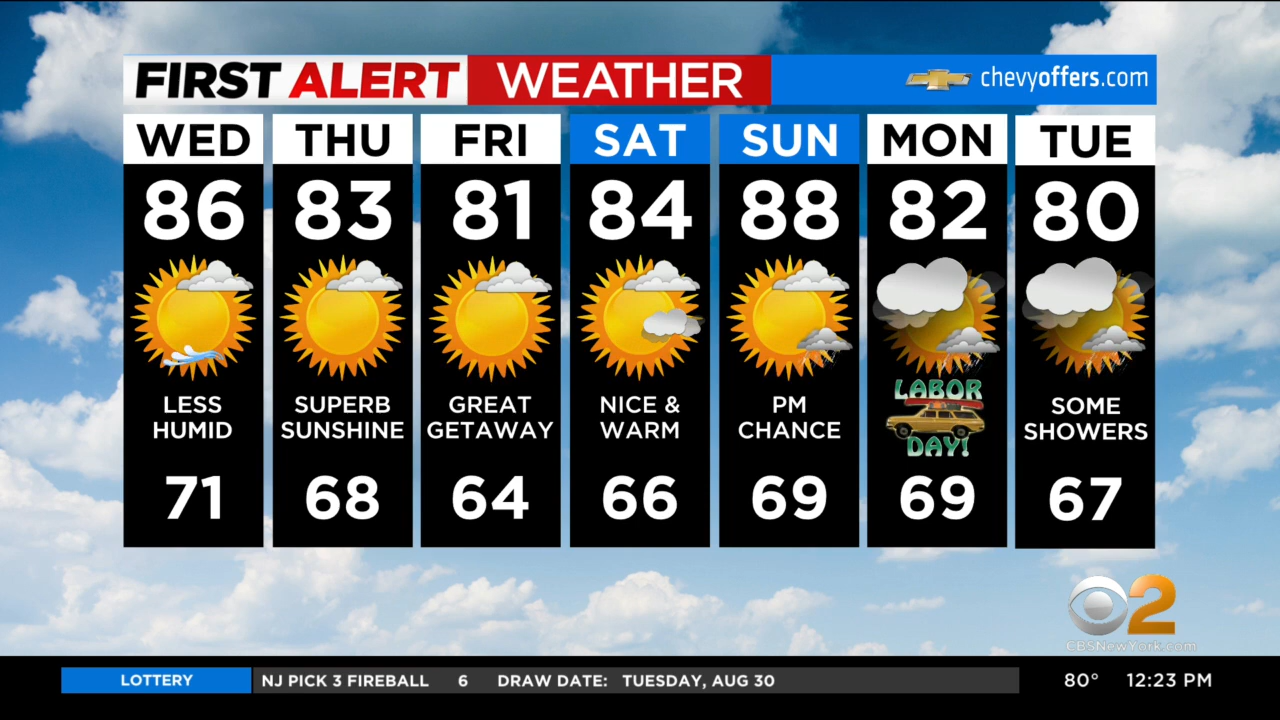 FIRST ALERT WEATHER
chevyoffers.com
WED THU FRI SAT SUN MON TUE
86 83 81 84 88 82 80
LESS
HUMID
SUPERB
SUNSHINE
GREAT
GETAWAY
NICE &
WARM
PM
CHANCE
LABOR
DAY!
SOME
SHOWERS
71 68 64 66 69 69 67
2
CBSNewYork.com
LOTTERY NJ PICK 3 FIREBALL 6 DRAW DATE: TUESDAY, AUG 30 80° 12:23 PM